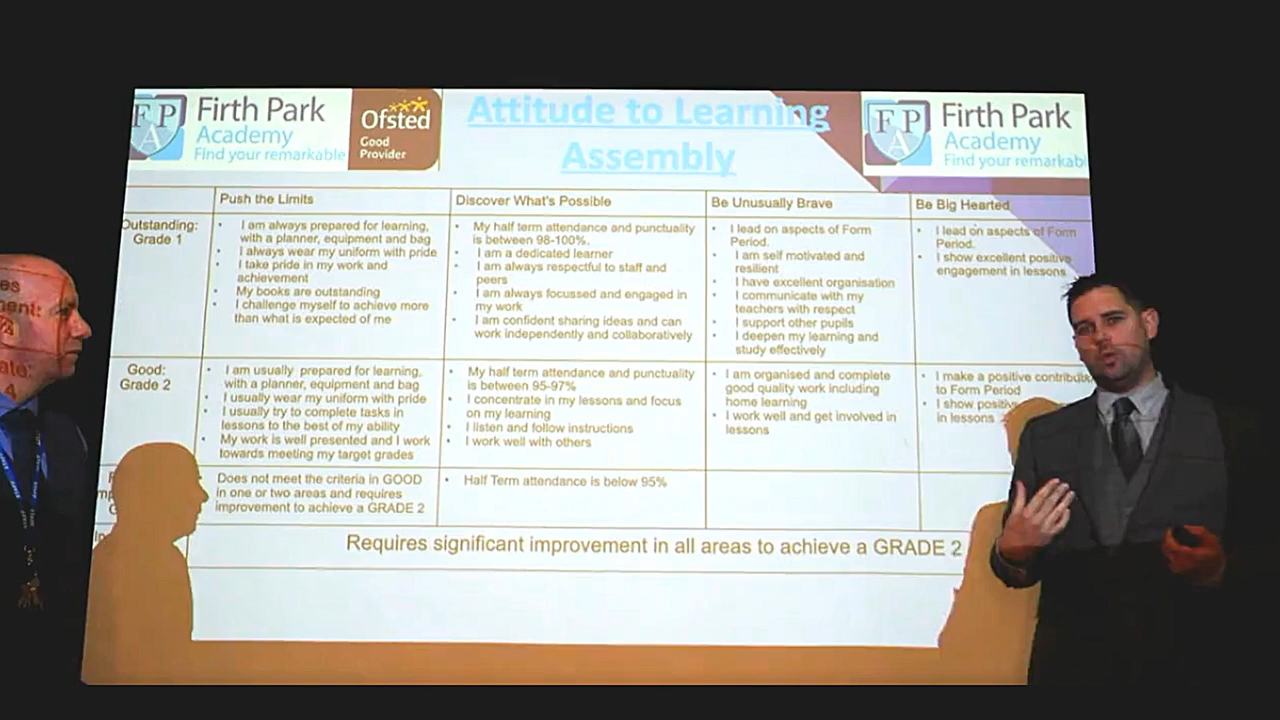 FPA
Firth Park
Academy
Find your remarkable
Ofsted
Good
Provider
Attitude to Learning
Assembly
FPA
Firth Park
Academy
Find your remarkab
Push the Limits
Discover What's Possible
Be Unusually Brave
Be Big Hearted
Outstanding:
Grade 1
• I am always prepared for learning,
with a planner, equipment and bag
• I always wear my uniform with pride
• I take pride in my work and
achievement
• My books are outstanding
• I challenge myself to achieve more
than what is expected of me
• My half term attendance and punctuality
is between 98-100%.
• I am a dedicated learner
• I am always respectful to staff and
peers
• I am always focussed and engaged in
my work
• I am confident sharing ideas and can
work independently and collaboratively
• I lead on aspects of Form
Period.
• I am self motivated and
resilient
• I have excellent organisation
• I communicate with my
teachers with respect
• I support other pupils
• I deepen my learning and
study effectively
• I lead on aspects of Form
Period.
• I show excellent positive
engagement in lessons
Good:
Grade 2
• I am usually prepared for learning,
with a planner, equipment and bag
• I usually wear my uniform with pride
• I usually try to complete tasks in
lessons to the best of my ability
• My work is well presented and I work
towards meeting my target grades
• My half term attendance and punctuality
is between 95-97%
• I concentrate in my lessons and focus
on my learning
• I listen and follow instructions
• I work well with others
• I am organised and complete
good quality work including
home learning
• I work well and get involved in
lessons
• I make a positive contributio
to Form Period
• I show positive
in lessons
Does not meet the criteria in GOOD
in one or two areas and requires
improvement to achieve a GRADE 2
• Half Term attendance is below 95%
Requires significant improvement in all areas to achieve a GRADE 2